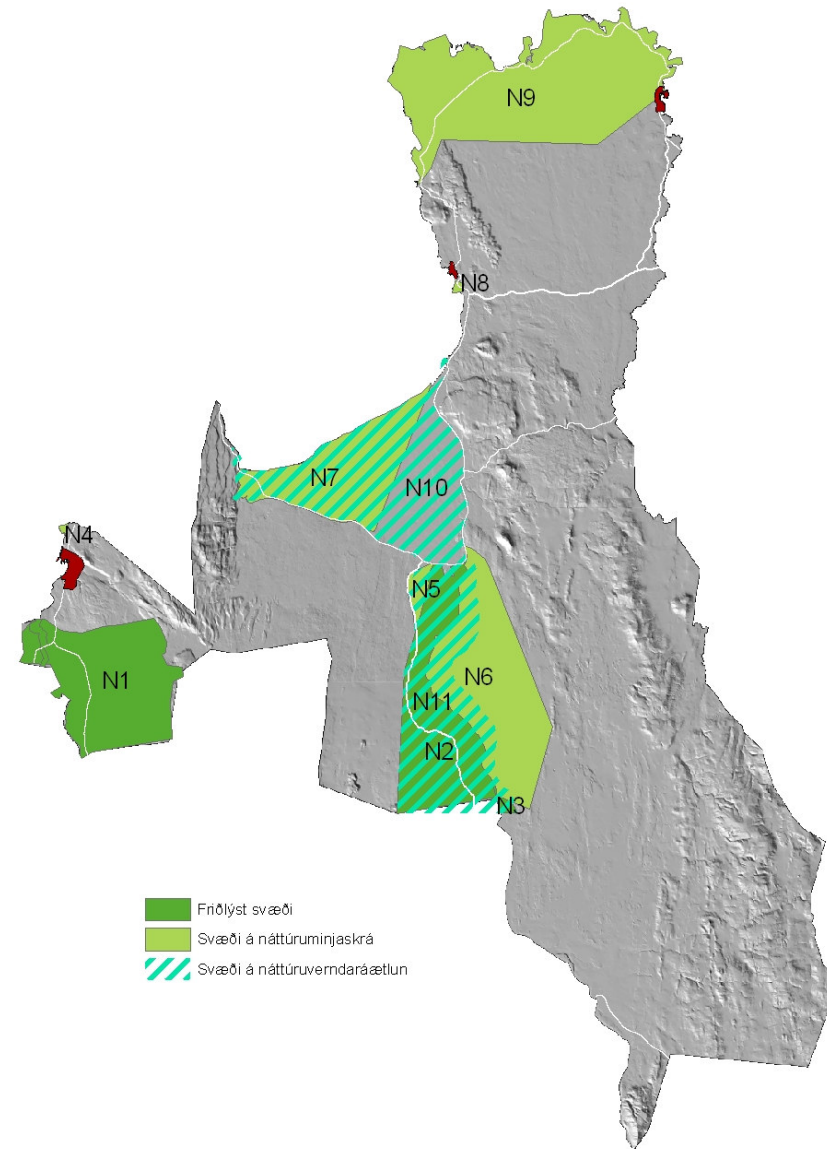 N9
N8
N7
N10
N4
N5
N6
N1
N11
N2
N3
Friðlýst svæði
Svæði á náttúruminjaskrá
Svæði á náttúruverndaráætlun